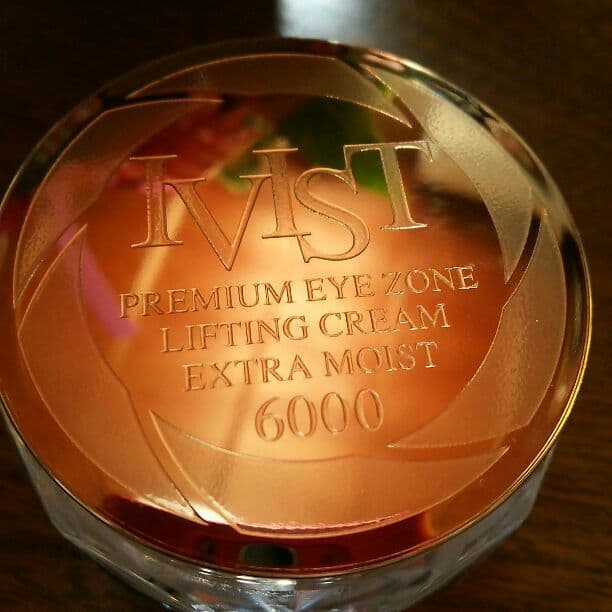 IVIST
PREMIUM EYE ZONE
LIFTING CREAM
EXTRA MOIST
6000